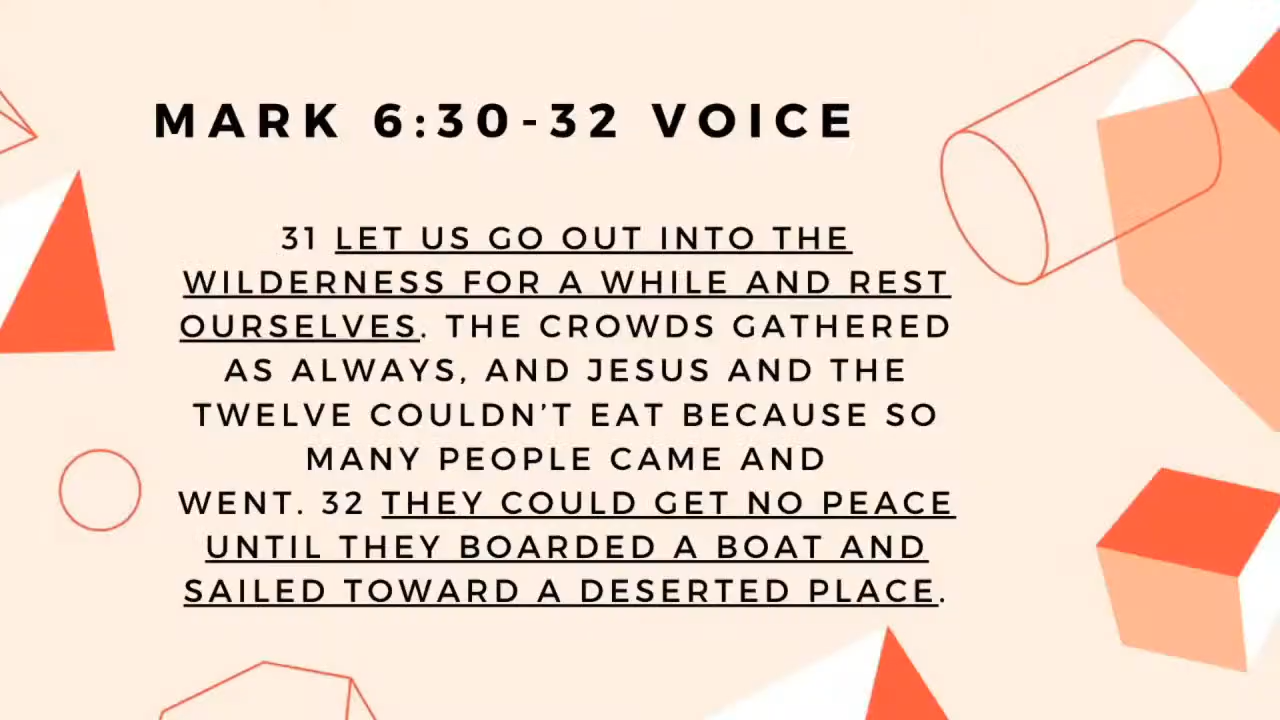 MARK 6:30-32 VOICE
31 LET US GO OUT INTO THE
WILDERNESS FOR A WHILE AND REST
OURSELVES. THE CROWDS GATHERED
AS ALWAYS, AND JESUS AND THE
TWELVE COULDN’T EAT BECAUSE SO
MANY PEOPLE CAME AND
WENT. 32 THEY COULD GET NO PEACE
UNTIL THEY BOARDED A BOAT AND
SAILED TOWARD A DESERTED PLACE.